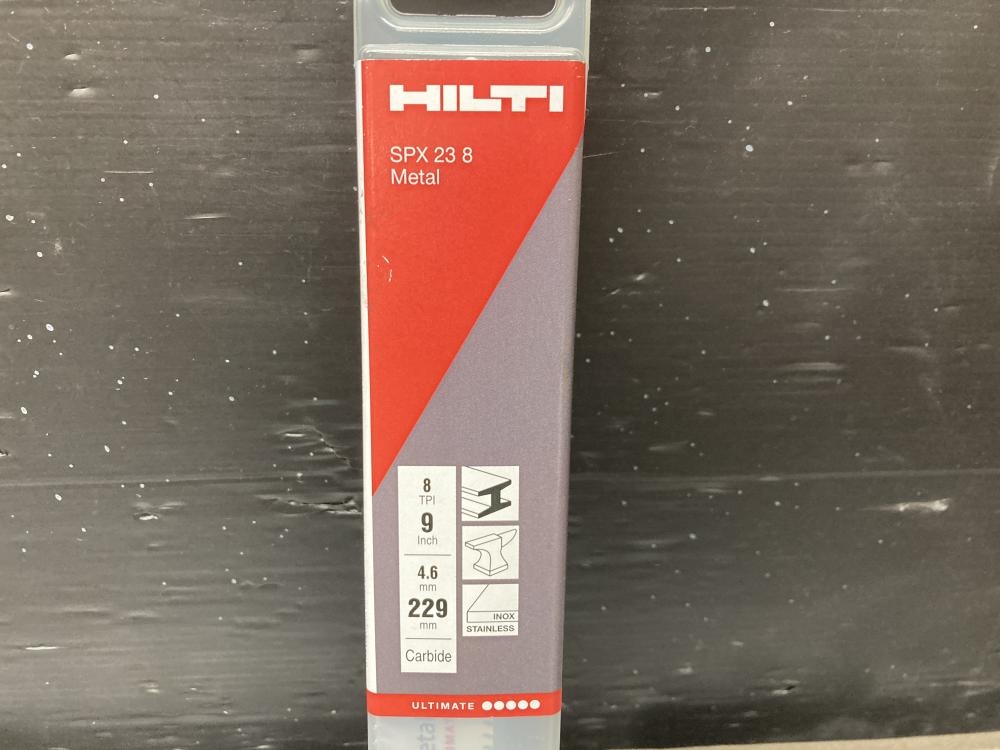 HILTI
SPX 23 8
Metal
8
TPI
9
Inch
4.6
mm
229
mm
Carbide
INOX
STAINLESS
ULTIMATE